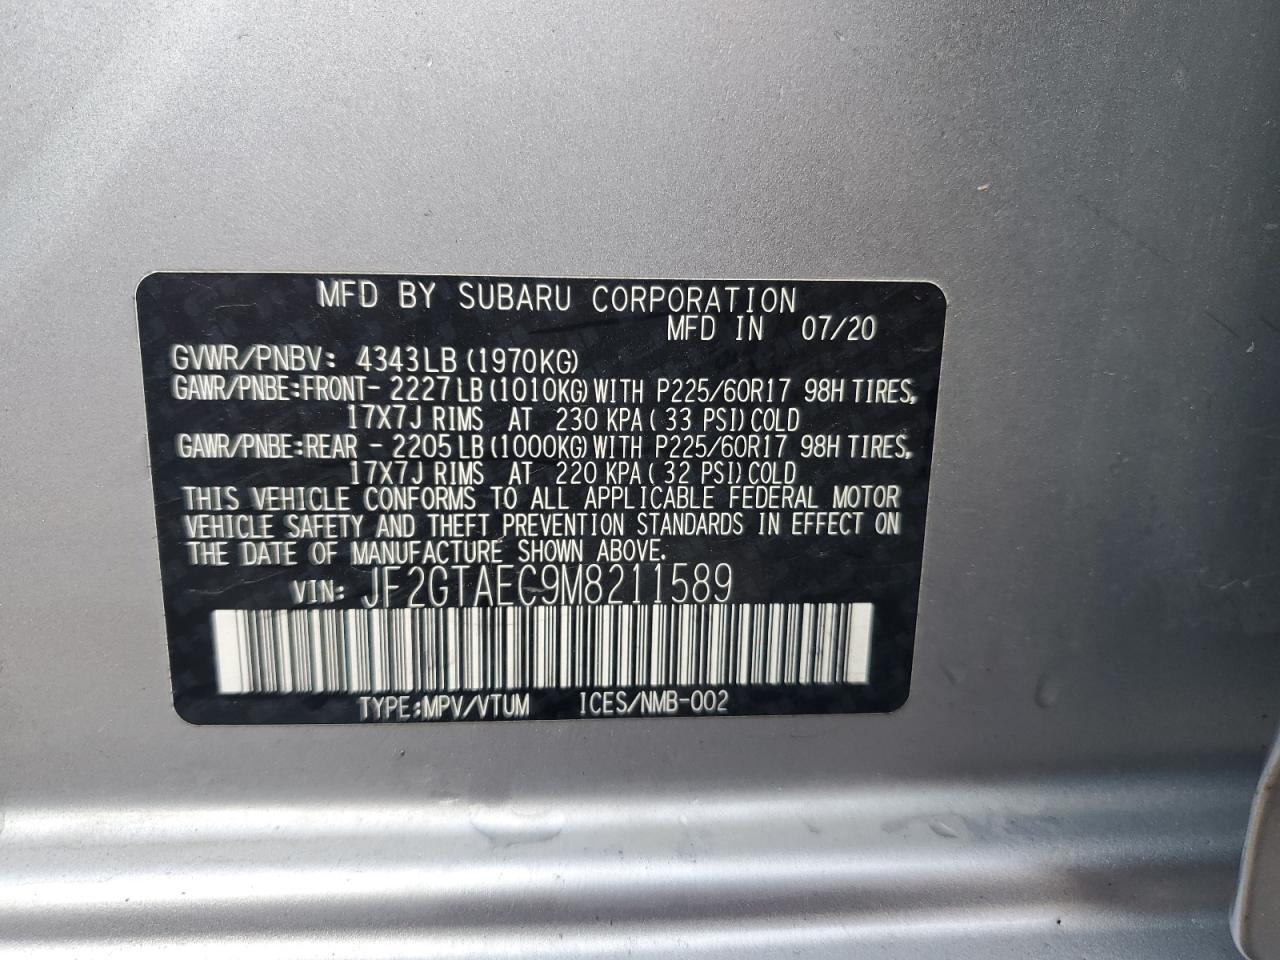 MFD BY SUBARU CORPORATION
MFD IN 07/20
GVWR/PNBV: 4343LB (1970KG)
GAWR/PNBE:FRONT- 2227LB (1010KG) WITH P225/60R17 98H TIRES,
17X7J RIMS AT 230 KPA ( 33 PSI) COLD
GAWR/PNBE:REAR - 2205LB (1000KG) WITH P225/60R17 98H TIRES,
17X7J RIMS AT 220 KPA ( 32 PSI) COLD
THIS VEHICLE CONFORMS TO ALL APPLICABLE FEDERAL MOTOR
VEHICLE SAFETY AND THEFT PREVENTION STANDARDS IN EFFECT ON
THE DATE OF MANUFACTURE SHOWN ABOVE.
VIN: JF2GTAEC9M8211589
TYPE:MPV/VTUM ICES/NMB-002